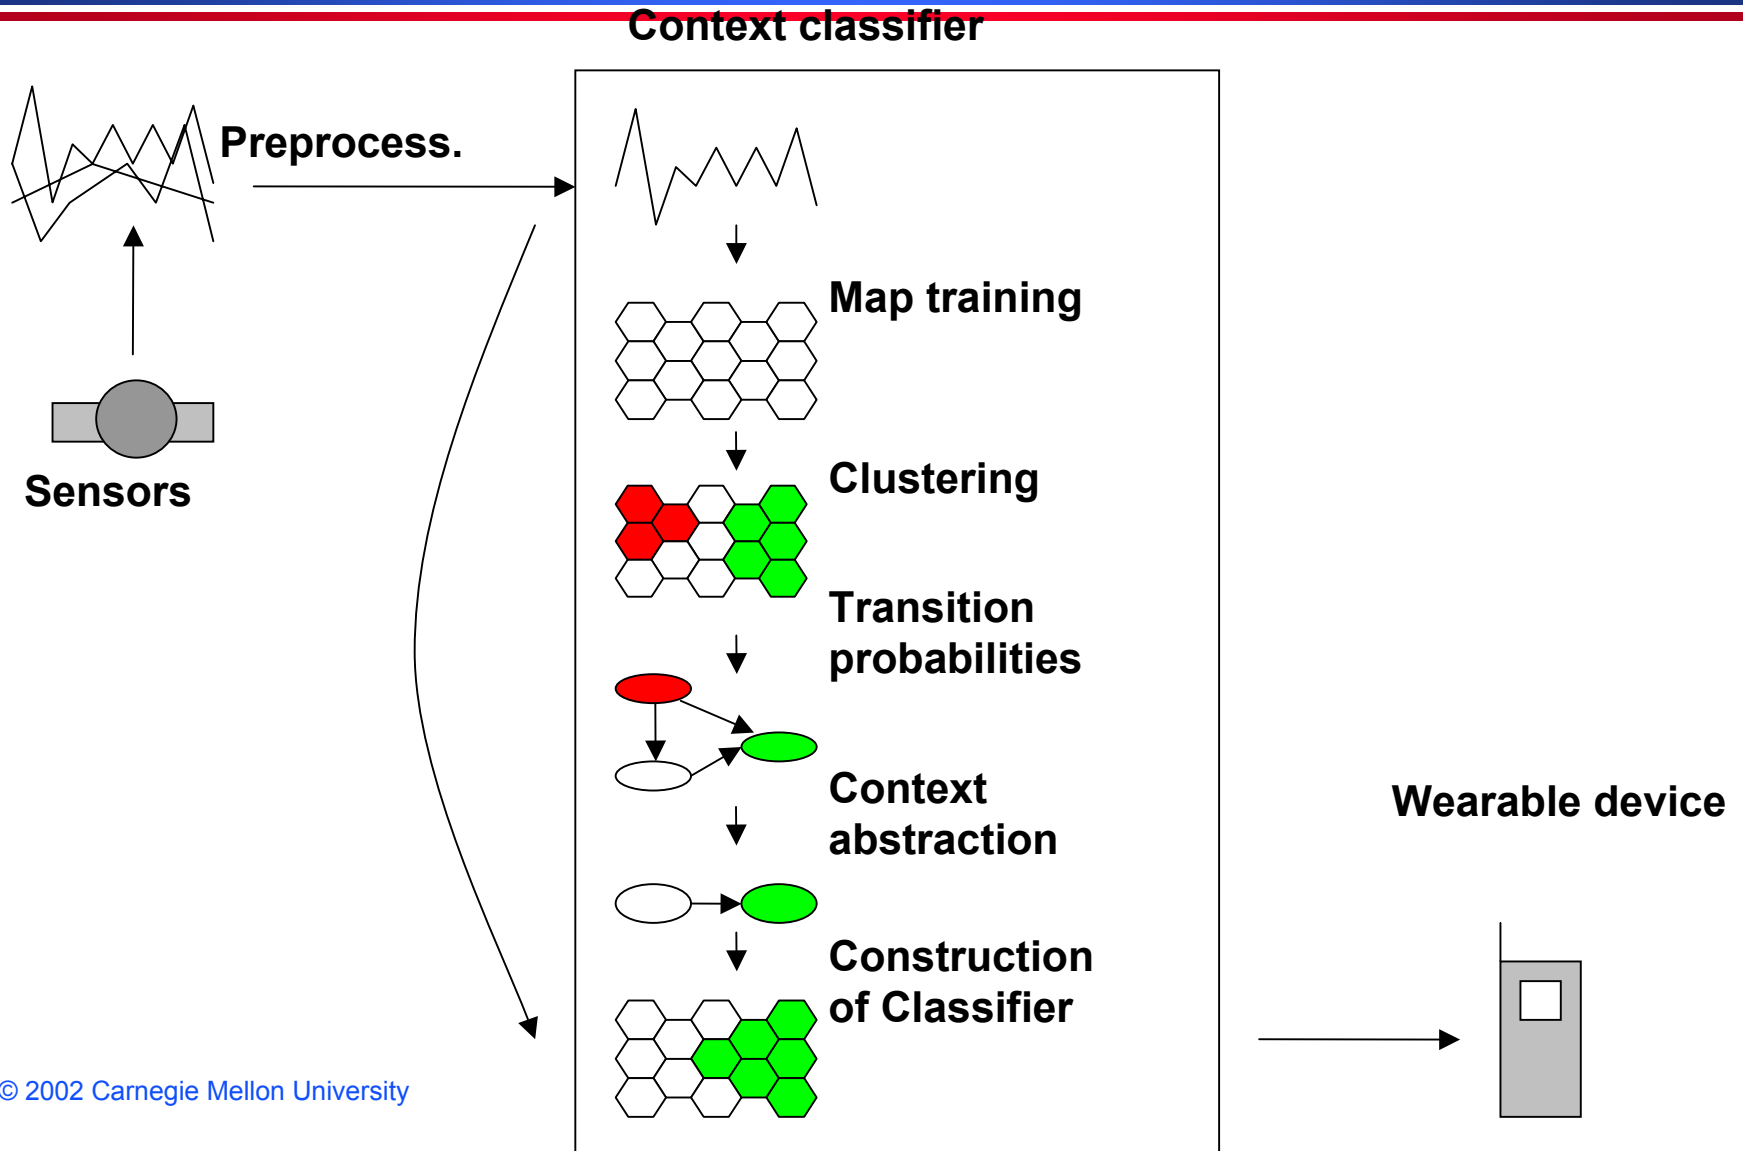 Context classifier
Preprocess.
Map training
Sensors
Clustering
Transition
probabilities
Context
abstraction
Wearable device
Construction
of Classifier
© 2002 Carnegie Mellon University